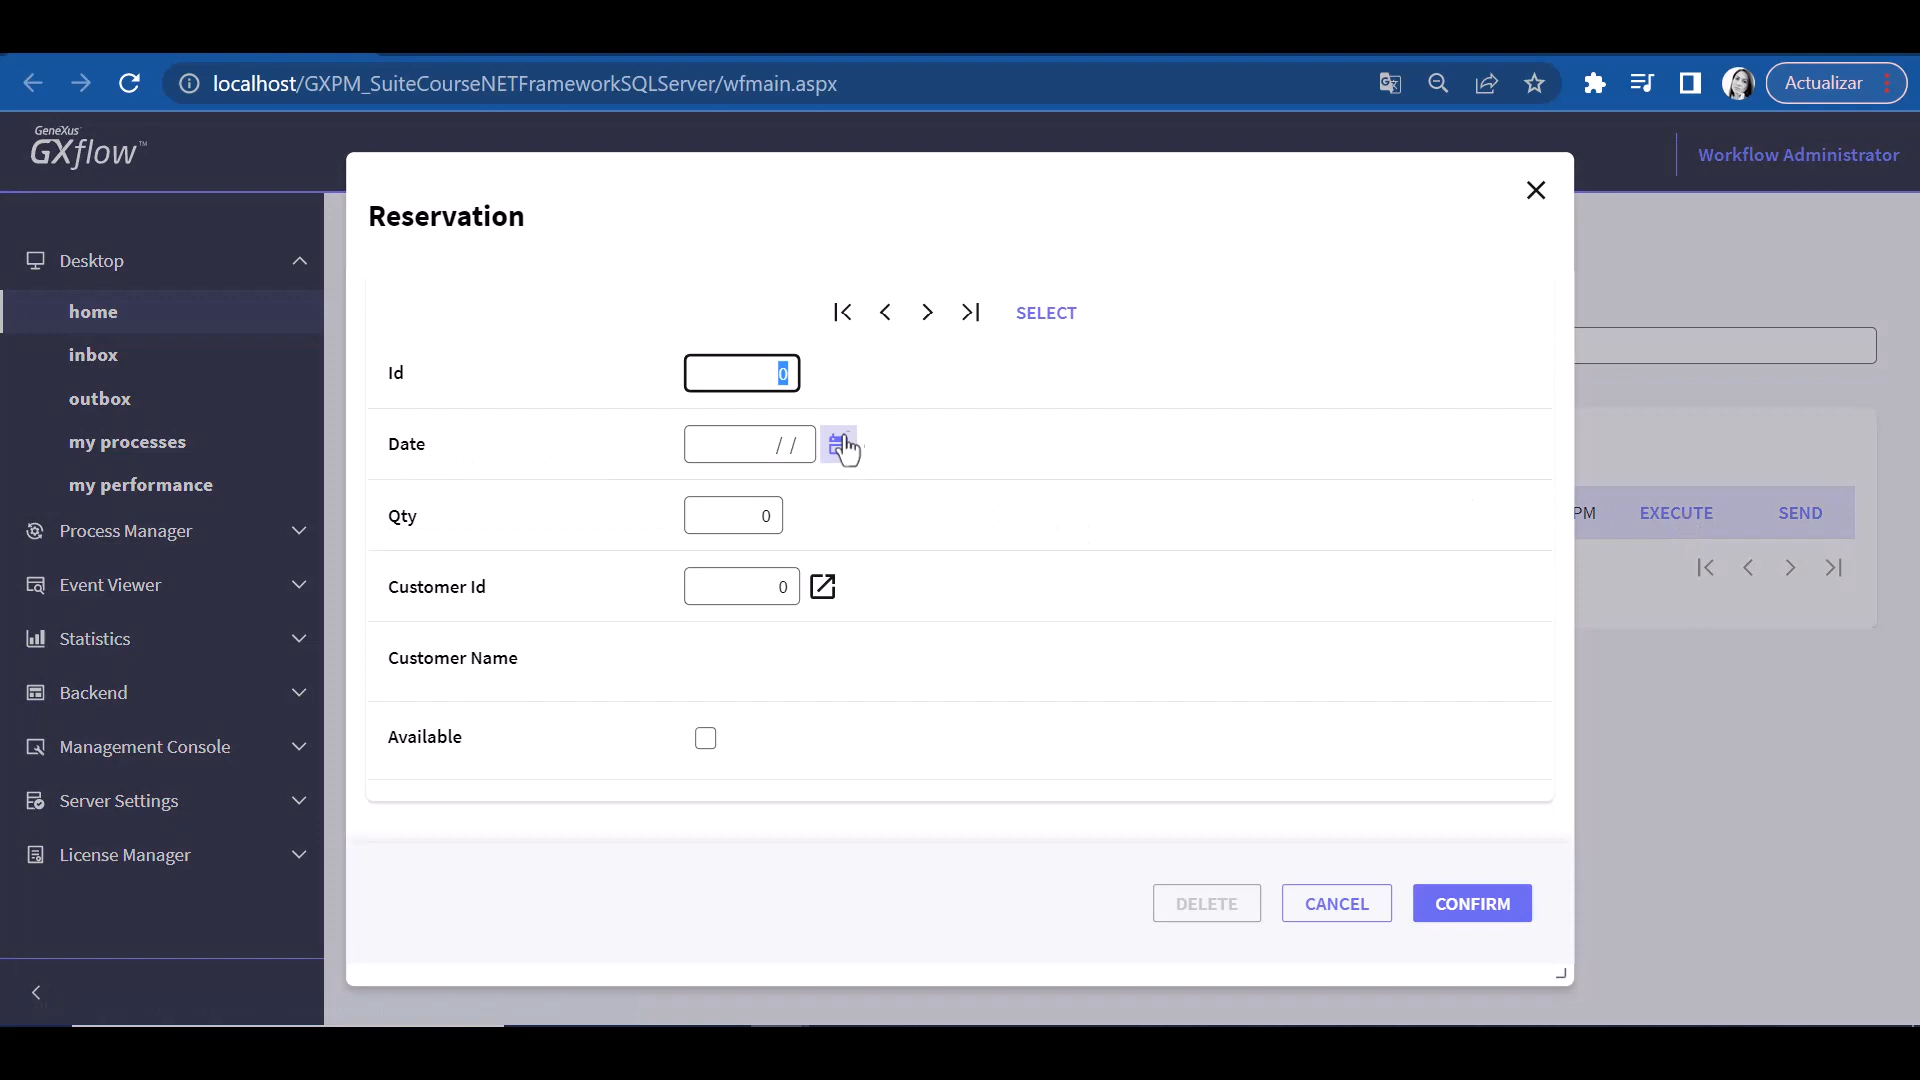 localhost/GXPM_SuiteCourseNETFrameworkSQLServer/wfmain.aspx
Actualizar
GeneXus™
GXflow™
Workflow Administrator
Reservation
Desktop
home
inbox
outbox
my processes
my performance
Process Manager
Event Viewer
Statistics
Backend
Management Console
Server Settings
License Manager
SELECT
Id 0
Date / /
Qty 0
Customer Id 0
Customer Name
Available
PM EXECUTE SEND
DELETE CANCEL CONFIRM